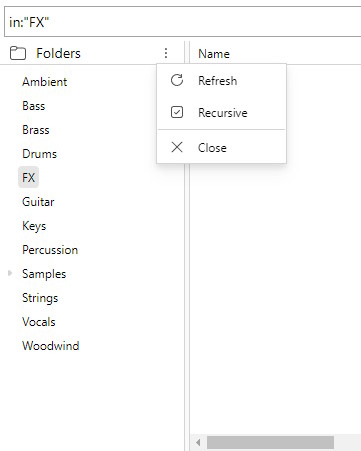 in:"FX"
Folders
Name
Refresh
Recursive
Close
Ambient
Bass
Brass
Drums
FX
Guitar
Keys
Percussion
Samples
Strings
Vocals
Woodwind